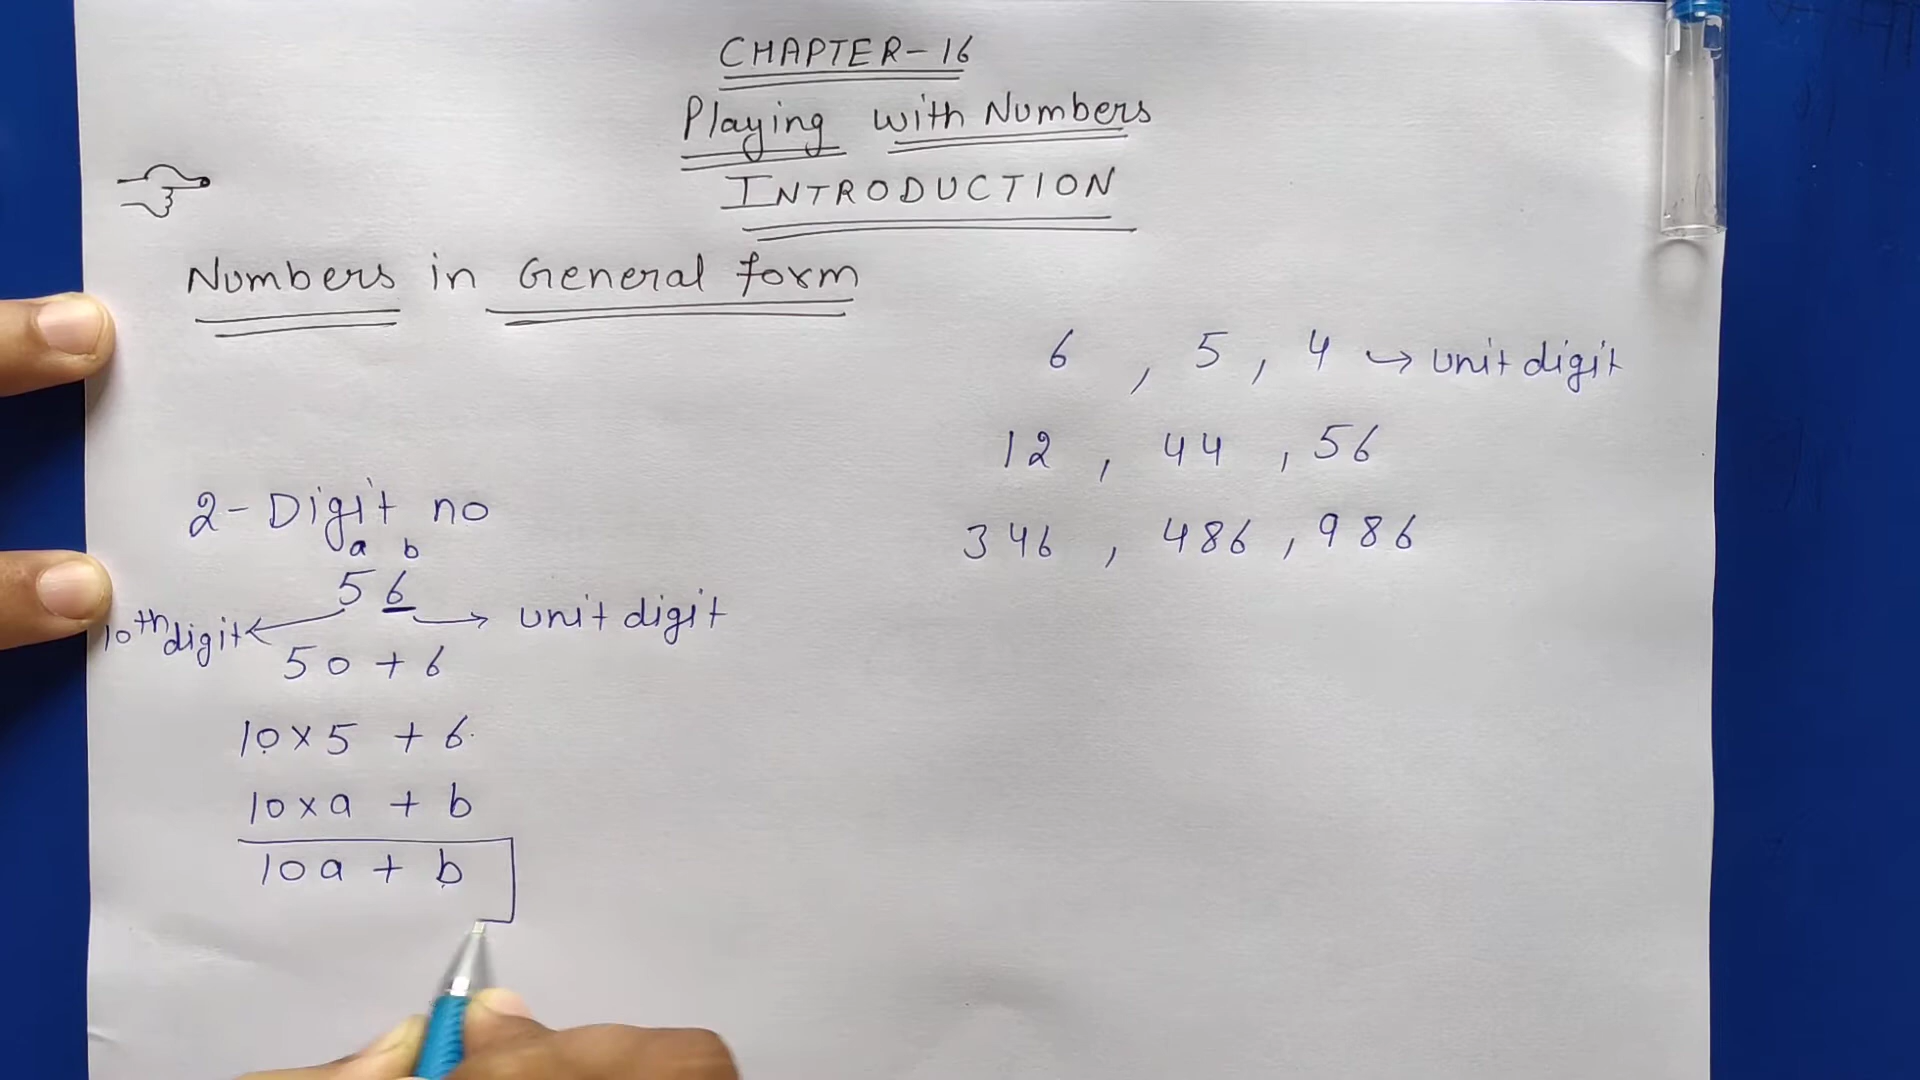 CHAPTER-16
Playing with Numbers
INTRODUCTION
Numbers in General form
6 , 5 , 4 → unit digit
12 , 44 , 56
346 , 486 , 986
2-Digit no
a b
56
10th digit ← → unit digit
50 + 6
10 × 5 + 6
10 × a + b
10a + b